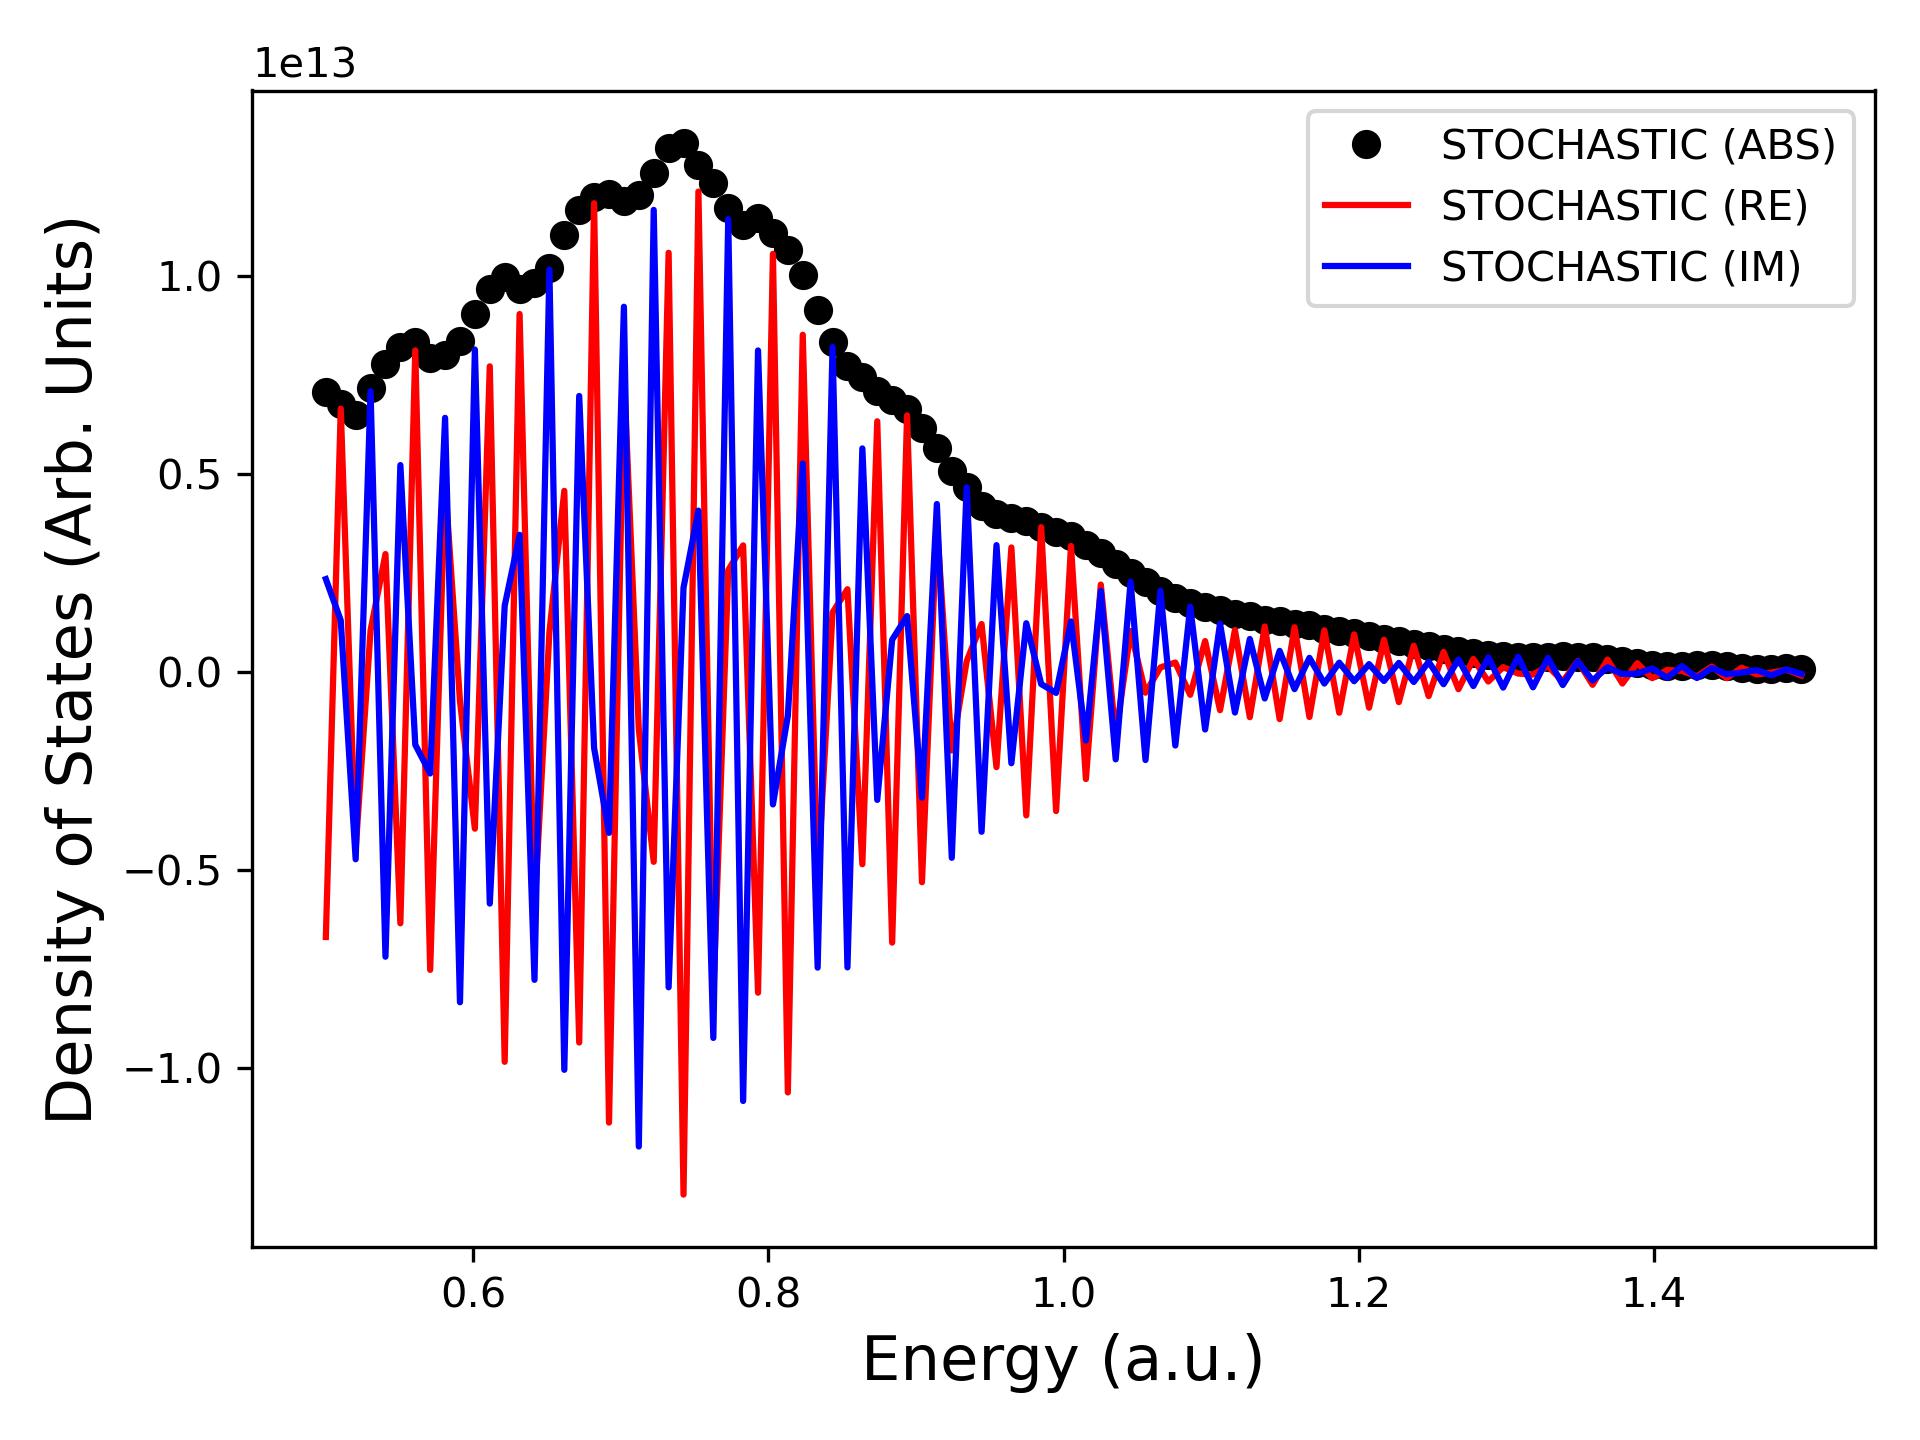 1e13
STOCHASTIC (ABS)
STOCHASTIC (RE)
STOCHASTIC (IM)
Density of States (Arb. Units)
1.0
0.5
0.0
−0.5
−1.0
0.6 0.8 1.0 1.2 1.4
Energy (a.u.)